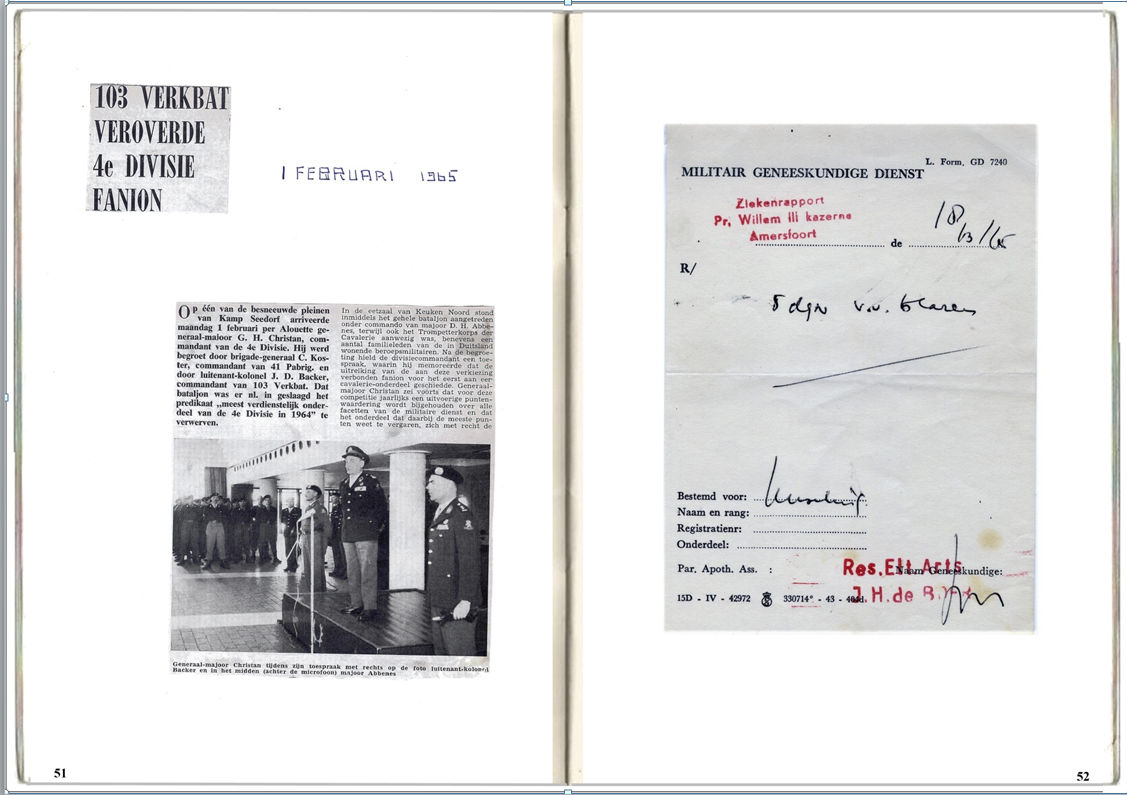 103 VERKBAT
VEROVERDE
4e DIVISIE
FANION
1 FEBRUARI 1965
Op één van de besneeuwde pleinen
van Kamp Seedorf arriveerde
maandag 1 februari per Alouette ge-
neraal-majoor G. H. Christan, com-
mandant van de 4e Divisie. Hij werd
begroet door brigade-generaal C. Kos-
ter, commandant van 41 Pabrig. en
door luitenant-kolonel J. D. Backer,
commandant van 103 Verkbat. Dat
bataljon was er nl. in geslaagd het
predikaat „meest verdienstelijk onder-
deel van de 4e Divisie in 1964” te
verwerven.
In de eetzaal van Keuken Noord stond
inmiddels het gehele bataljon aangetreden
onder commando van majoor D. H. Abbe-
nes, terwijl ook het Trompetterkorps der
Cavalerie aanwezig was, benevens een
aantal familieleden van de in Duitsland
wonende beroepsmilitairen. Na de begroe-
ting hield de divisiecommandant een toe-
spraak, waarin hij memoreerde dat de
uitreiking van de aan deze verkiezing
verbonden fanion voor het eerst aan een
cavalerie-onderdeel geschiedde. Generaal-
majoor Christan zei voorts dat voor deze
competitie jaarlijks een uitvoerige punten-
waardering wordt bijgehouden over alle
facetten van de militaire dienst en dat
het onderdeel dat daarbij de meeste pun-
ten weet te vergaren, zich met recht de
Generaal-majoor Christan tijdens zijn toespraak met rechts op de foto luitenant-kolonel
Backer en in het midden (achter de microfoon) majoor Abbenes
51
L. Form. GD 7240
MILITAIR GENEESKUNDIGE DIENST
Ziekenrapport
Pr. Willem III kazerne
Amersfoort
de 18/3/65
R/
5 dgn v.v.
Bestemd voor:
Naam en rang:
Registratienr:
Onderdeel:
Par. Apoth. Ass. :
Res. Elt. Arts
Naam Geneeskundige:
J. H. de
15D - IV - 42972 330714* - 43 -
52